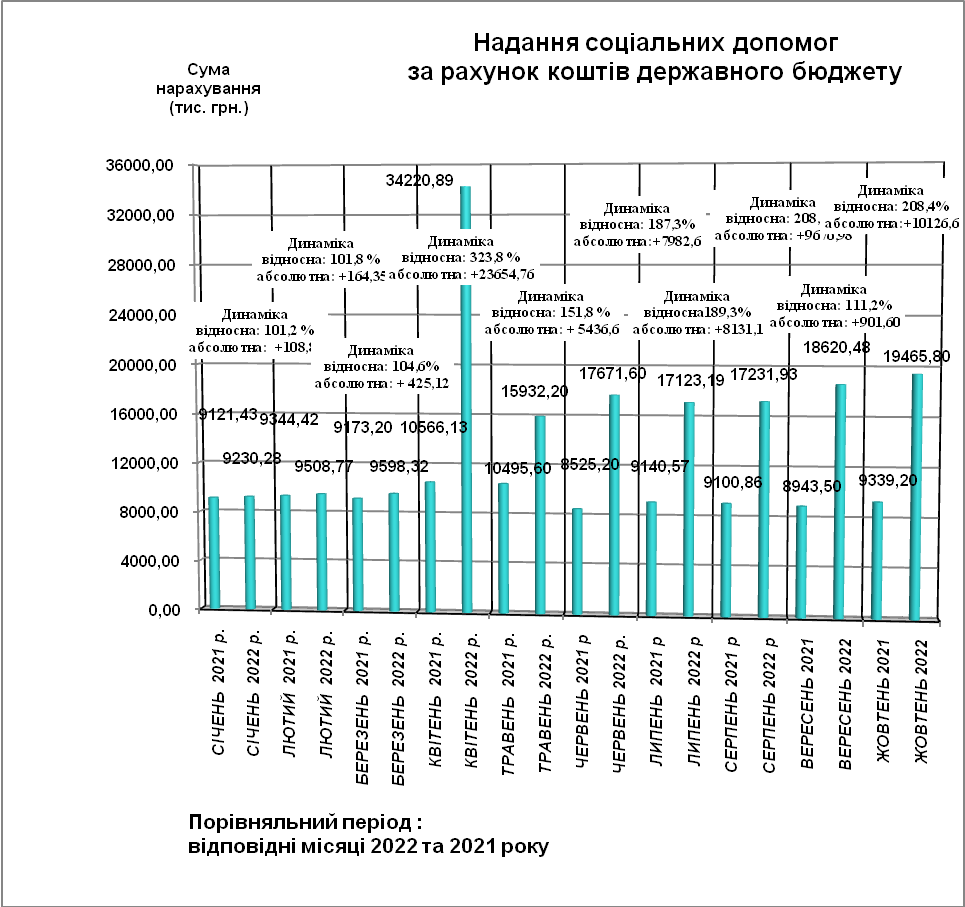 Надання соціальних допомог
за рахунок коштів державного бюджету
Сума
нарахування
(тис. грн.)
36000,00
32000,00
28000,00
24000,00
20000,00
16000,00
12000,00
8000,00
4000,00
0,00
Динаміка
відносна: 101,2 %
абсолютна: +108,
Динаміка
відносна: 101,8 %
абсолютна: +164,35
Динаміка
відносна: 104,6%
абсолютна: + 425,12
Динаміка
відносна: 323,8 %
абсолютна: +23654,76
Динаміка
відносна: 151,8 %
абсолютна: + 5436,6
Динаміка
відносна: 187,3%
абсолютна:+7982,6
Динаміка
відносна189,3%
абсолютна: +8131,1
Динаміка
відносна: 208,
абсолютна:
Динаміка
відносна: 111,2%
абсолютна: +901,60
Динаміка
відносна: 208,4%
абсолютна:+10126,6
9121,43
9230,28
9344,42
9508,77
9173,20
9598,32
10566,13
34220,89
10495,60
15932,20
8525,20
17671,60
9140,57
17123,19
9100,86
17231,93
8943,50
18620,48
9339,20
19465,80
СІЧЕНЬ 2021 р.
СІЧЕНЬ 2022 р.
ЛЮТИЙ 2021 р.
ЛЮТИЙ 2022 р.
БЕРЕЗЕНЬ 2021 р.
БЕРЕЗЕНЬ 2022 р.
КВІТЕНЬ 2021 р.
КВІТЕНЬ 2022 р.
ТРАВЕНЬ 2021 р.
ТРАВЕНЬ 2022 р.
ЧЕРВЕНЬ 2021 р
ЧЕРВЕНЬ 2022 р.
ЛИПЕНЬ 2021 р
ЛИПЕНЬ 2022 р.
СЕРПЕНЬ 2021 р
СЕРПЕНЬ 2022 р
ВЕРЕСЕНЬ 2021
ВЕРЕСЕНЬ 2022
ЖОВТЕНЬ 2021
ЖОВТЕНЬ 2022
Порівняльний період :
відповідні місяці 2022 та 2021 року